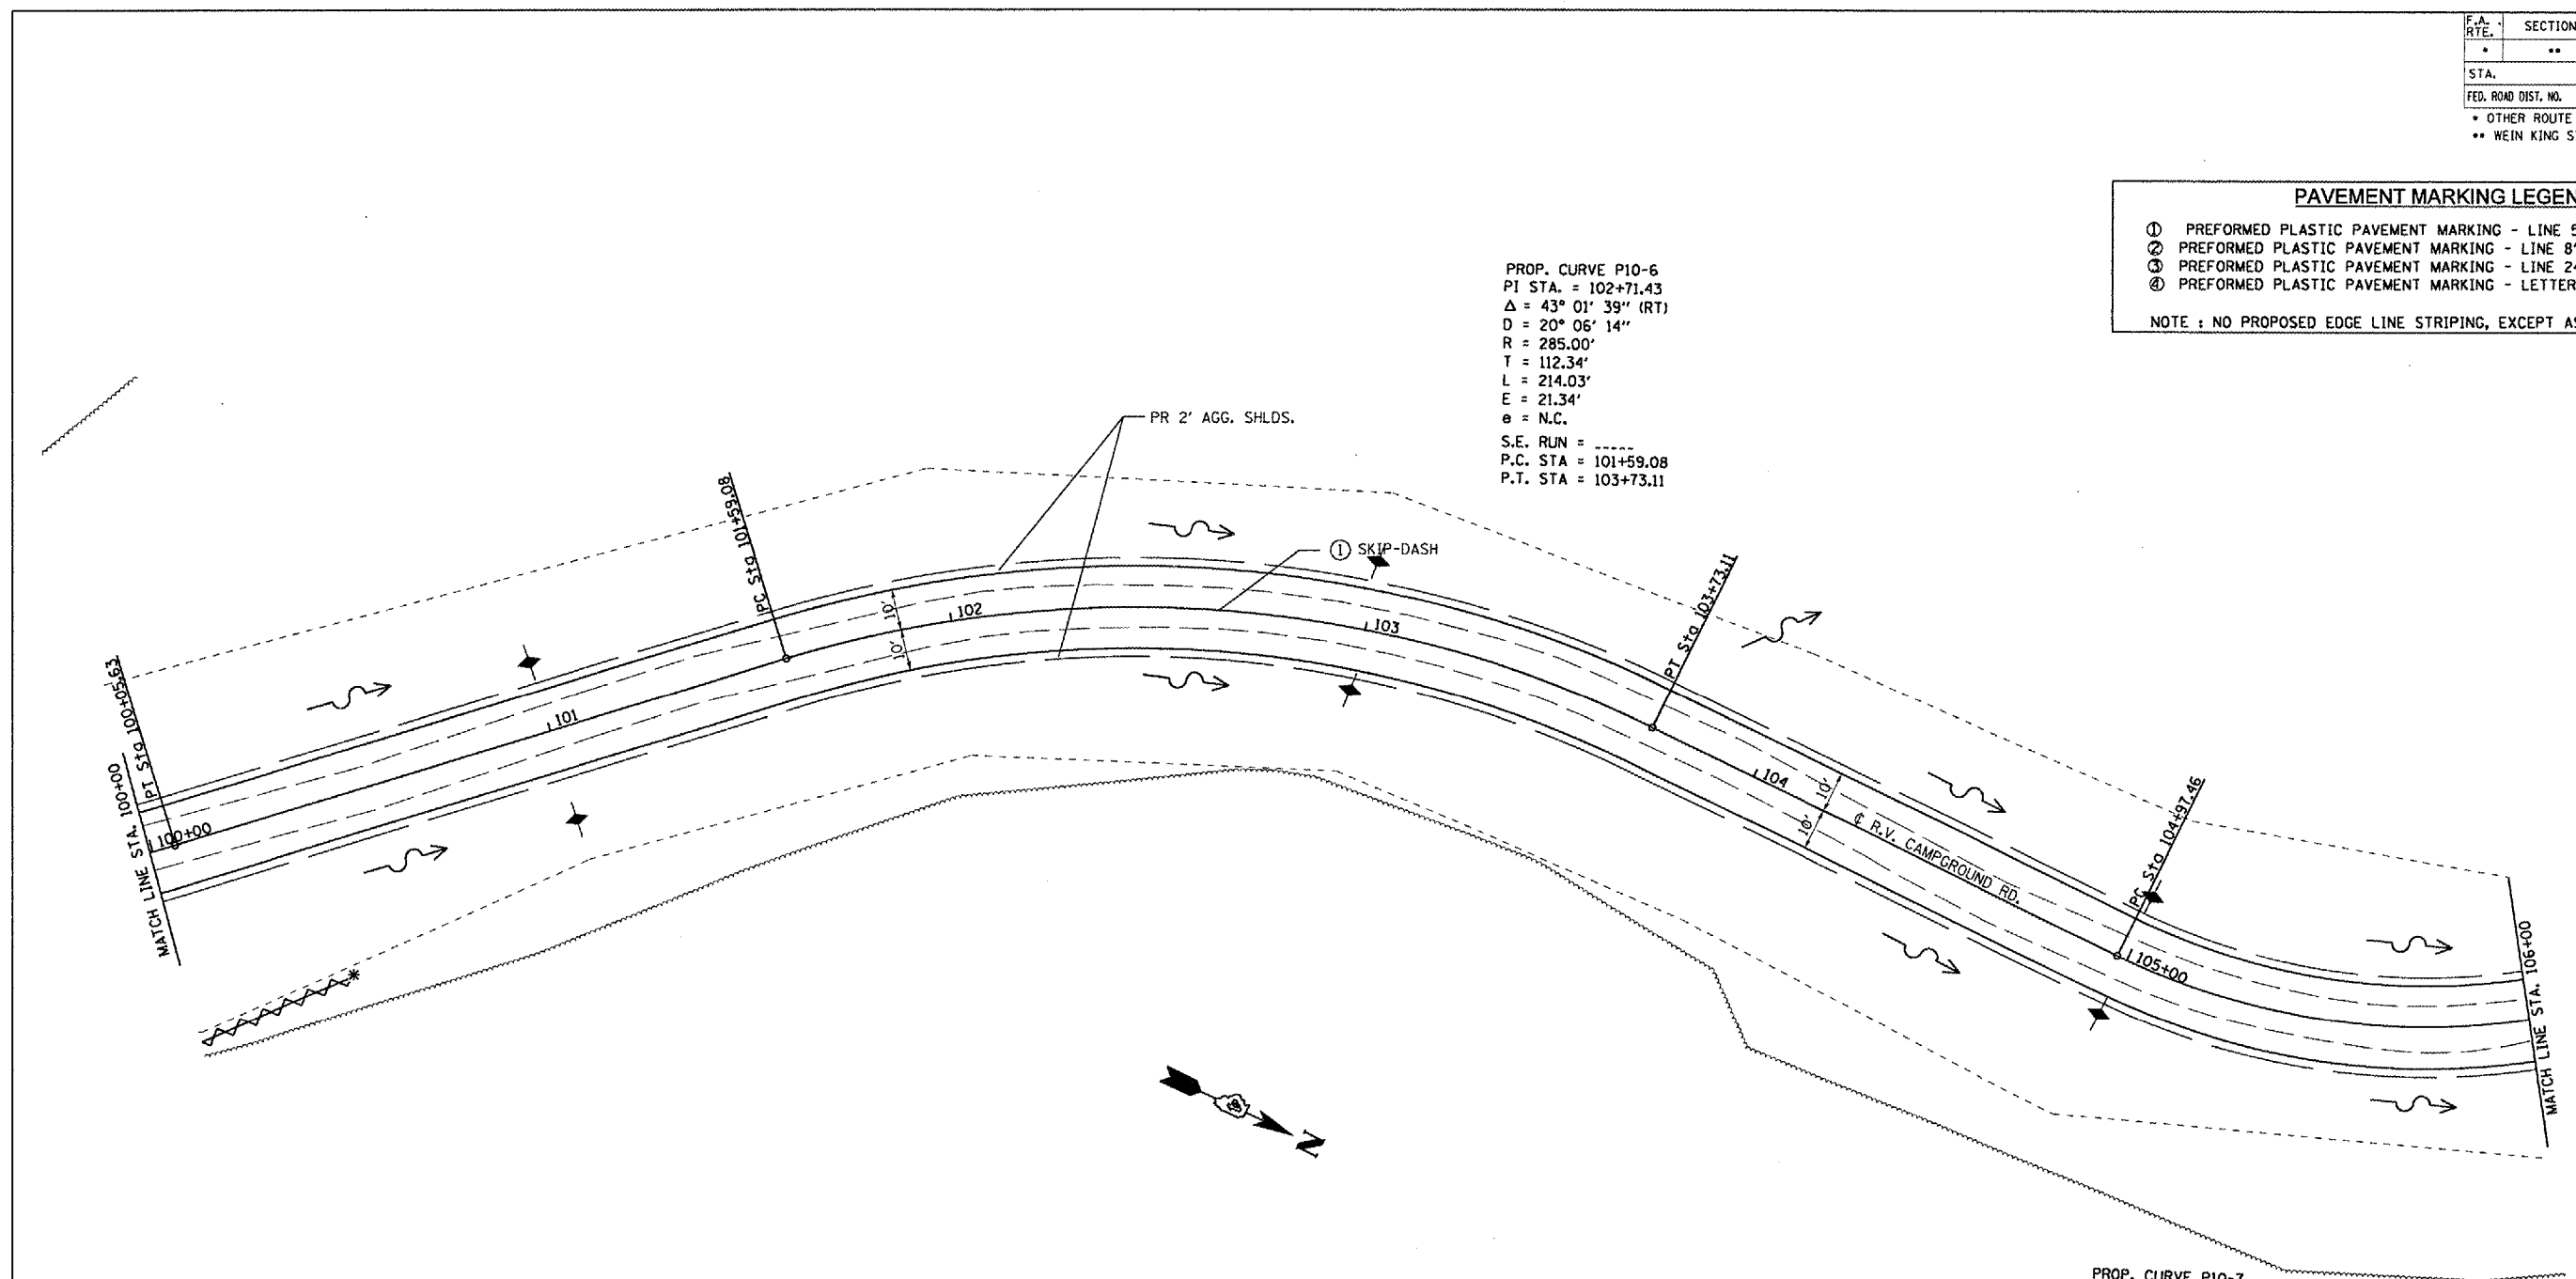 F.A. RTE. SECTION
* **
STA.
FED. ROAD DIST. NO.
* OTHER ROUTE
** WEIN KING S
PAVEMENT MARKING LEGEN
① PREFORMED PLASTIC PAVEMENT MARKING - LINE 5
② PREFORMED PLASTIC PAVEMENT MARKING - LINE 8"
③ PREFORMED PLASTIC PAVEMENT MARKING - LINE 24
④ PREFORMED PLASTIC PAVEMENT MARKING - LETTER
NOTE : NO PROPOSED EDGE LINE STRIPING, EXCEPT AS
PROP. CURVE P10-6
PI STA. = 102+71.43
Δ = 43° 01' 39" (RT)
D = 20° 06' 14"
R = 285.00'
T = 112.34'
L = 214.03'
E = 21.34'
e = N.C.
S.E. RUN = _____
P.C. STA = 101+59.08
P.T. STA = 103+73.11
PR 2' AGG. SHLDS.
① SKIP-DASH
PC Sta 101+59.08
PT Sta 103+73.11
PT Sta 100+05.63
MATCH LINE STA. 100+00
100+00
101
102
103
104
105+00
10'
10'
10'
10'
℄ R.V. CAMPGROUND RD.
PC Sta 104+97.46
MATCH LINE STA. 106+00
N
PROP. CURVE P10-7